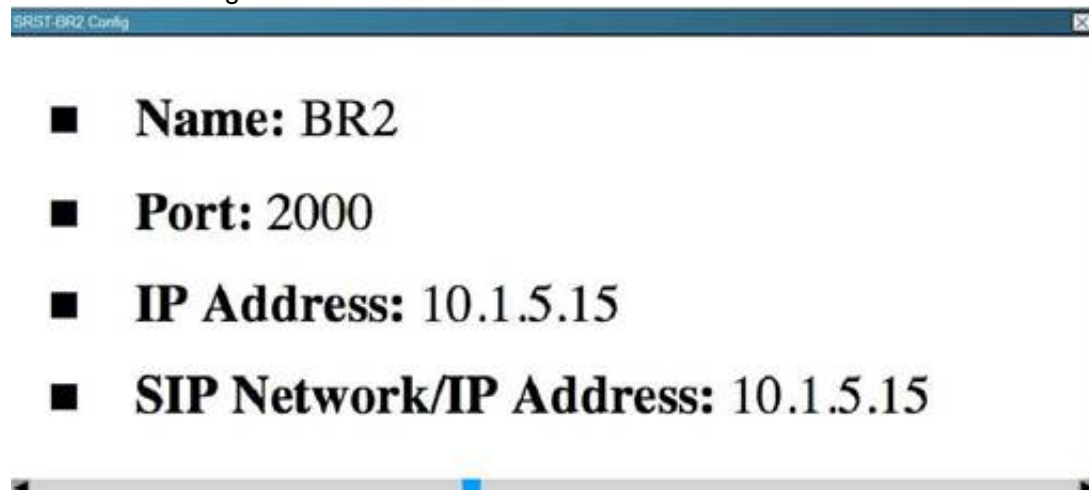 SRST-BR2 Config
Name: BR2
Port: 2000
IP Address: 10.1.5.15
SIP Network/IP Address: 10.1.5.15